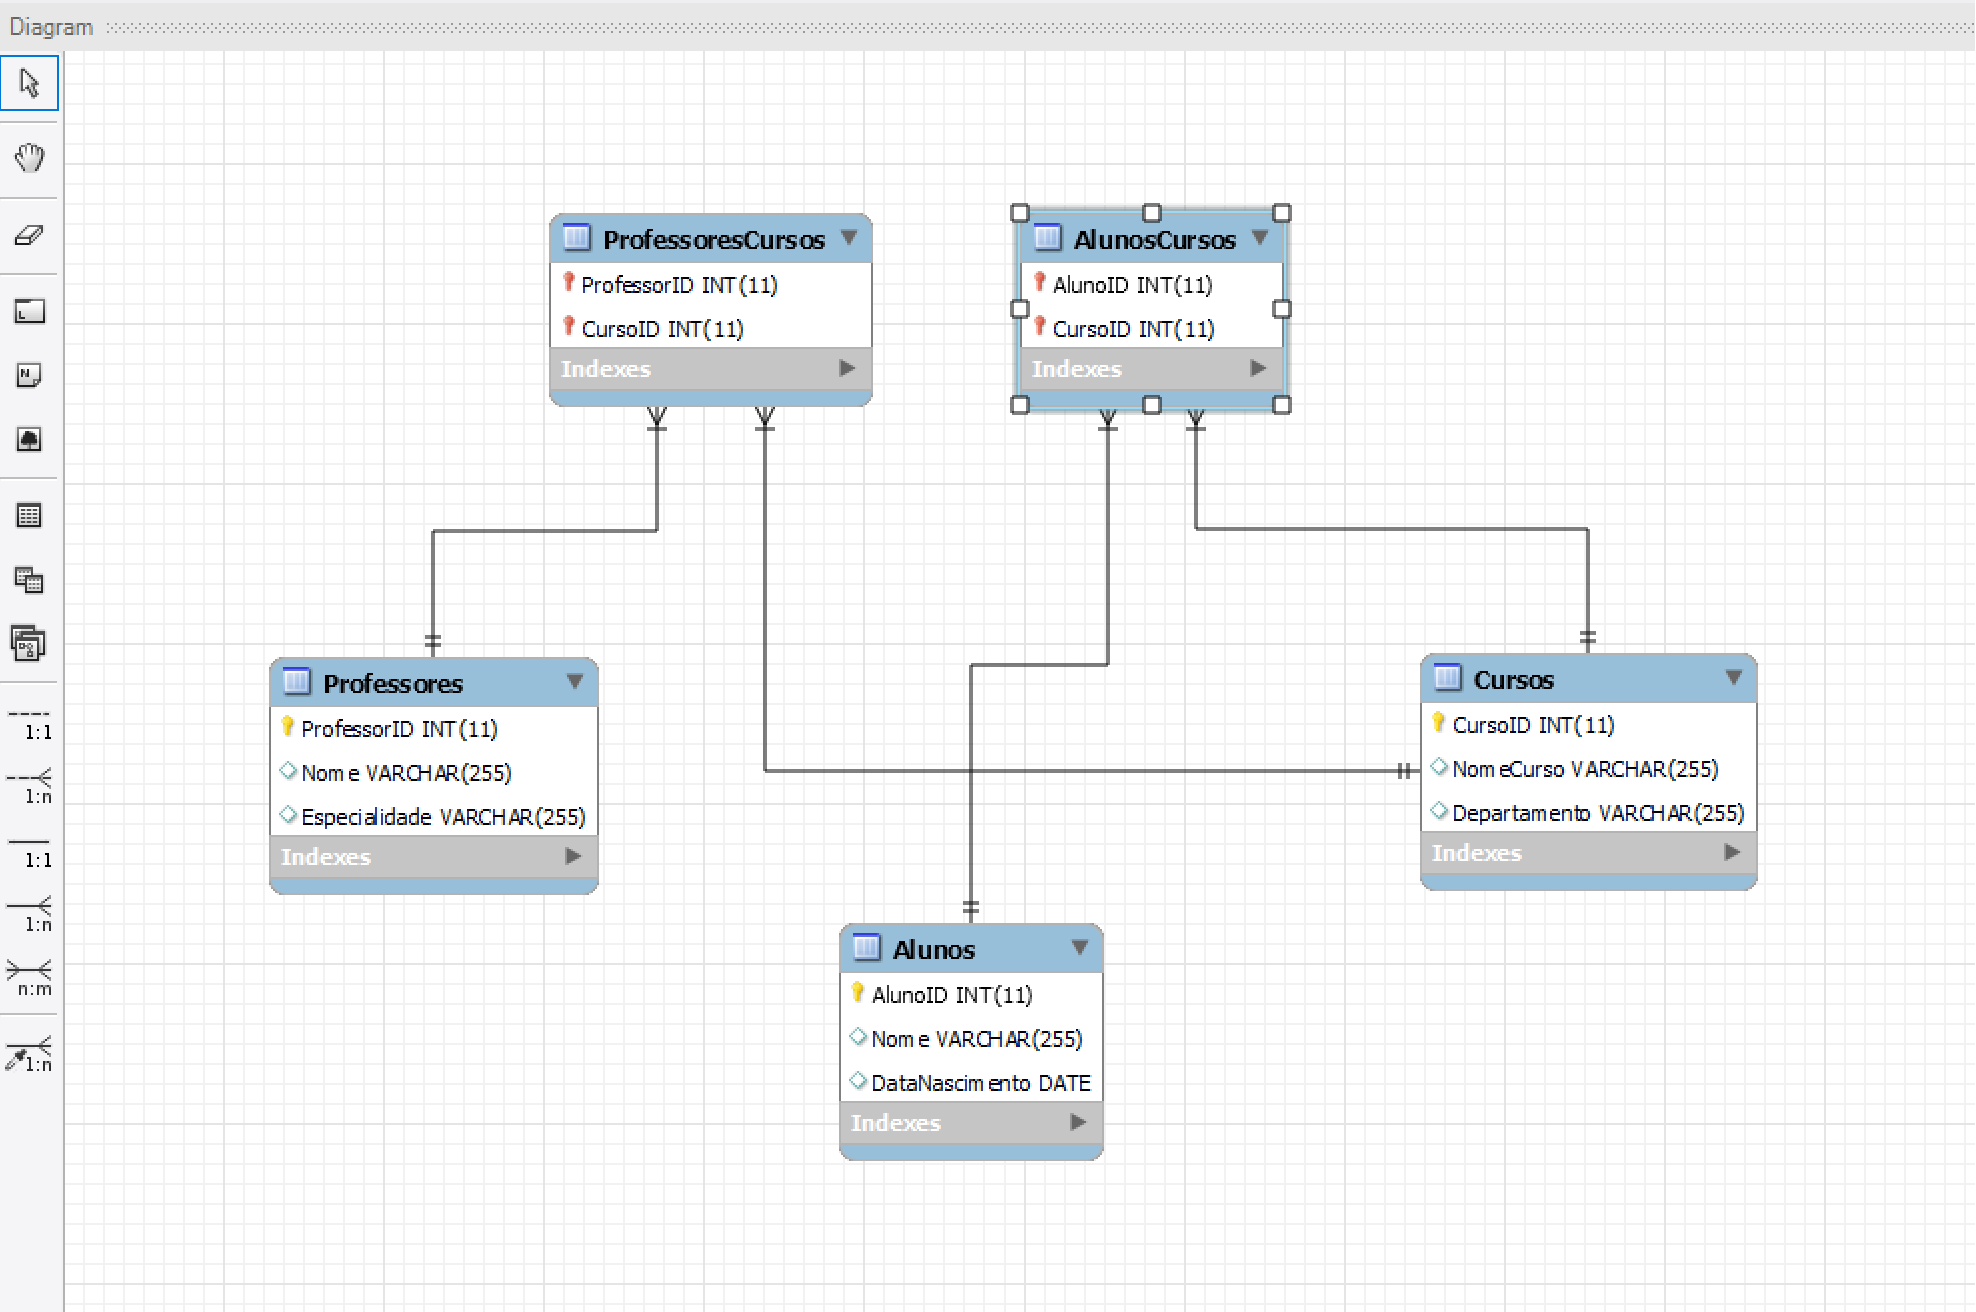 Diagram
1:1
1:n
1:1
1:n
n:m
1:n
ProfessoresCursos
ProfessorID INT(11)
CursoID INT(11)
Indexes
AlunosCursos
AlunoID INT(11)
CursoID INT(11)
Indexes
Professores
ProfessorID INT(11)
Nome VARCHAR(255)
Especialidade VARCHAR(255)
Indexes
Cursos
CursoID INT(11)
NomeCurso VARCHAR(255)
Departamento VARCHAR(255)
Indexes
Alunos
AlunoID INT(11)
Nome VARCHAR(255)
DataNascimento DATE
Indexes